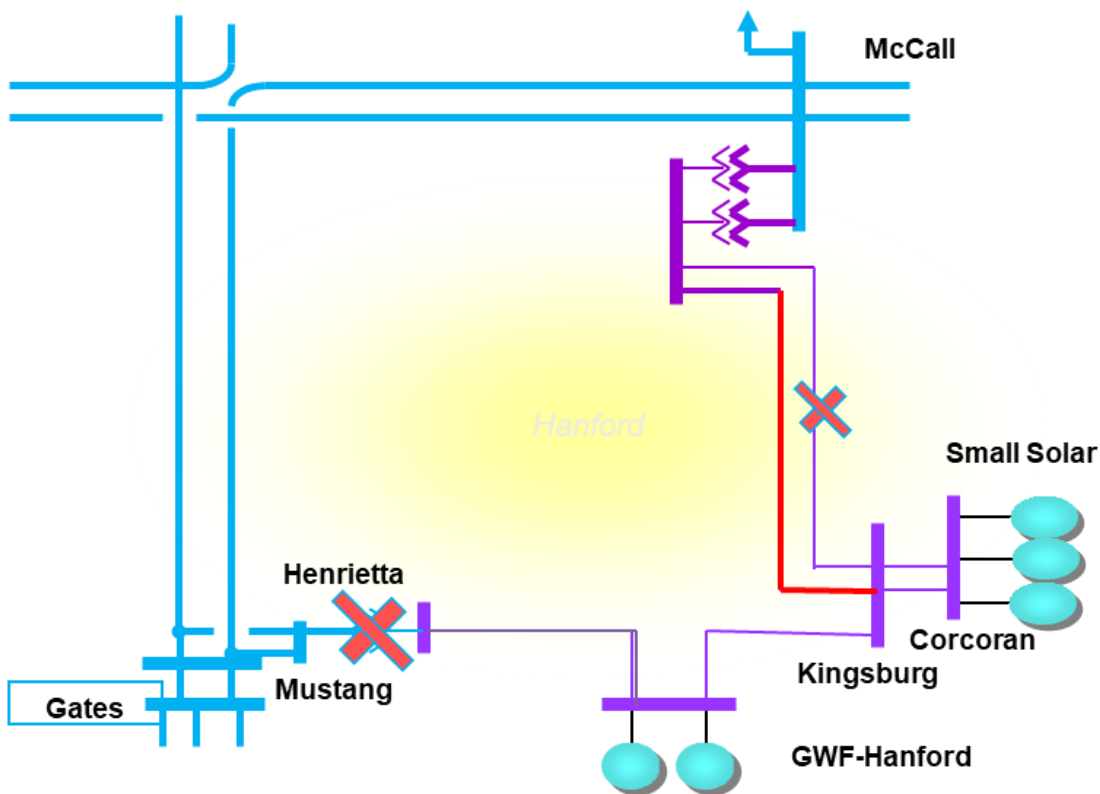 McCall
Hanford
Small Solar
Henrietta
Corcoran
Kingsburg
Mustang
Gates
GWF-Hanford